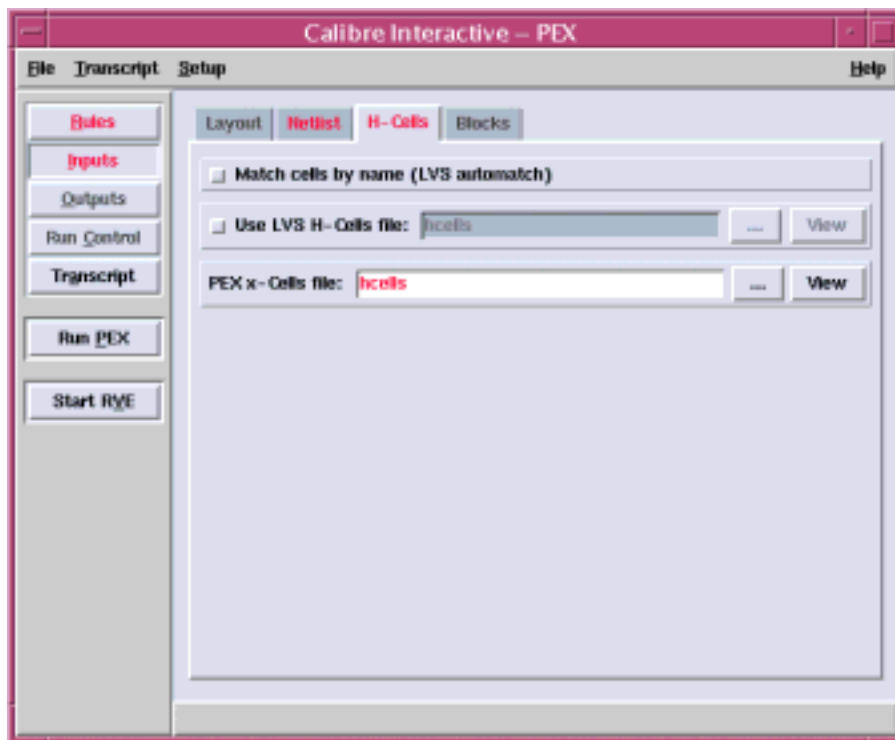 Calibre Interactive – PEX
File Transcript Setup Help
Rules
Inputs
Outputs
Run Control
Transcript
Run PEX
Start RVE
Layout Netlist H-Cells Blocks
Match cells by name (LVS automatch)
Use LVS H-Cells file: hcells ... View
PEX x-Cells file: hcells ... View